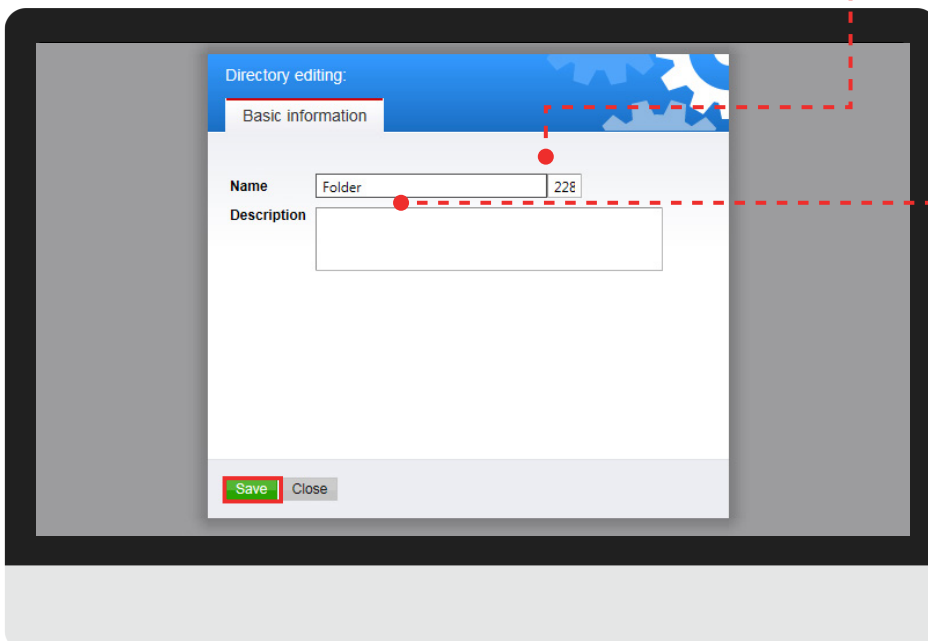 Directory editing:
Basic information
Name Folder 228
Description
Save Close